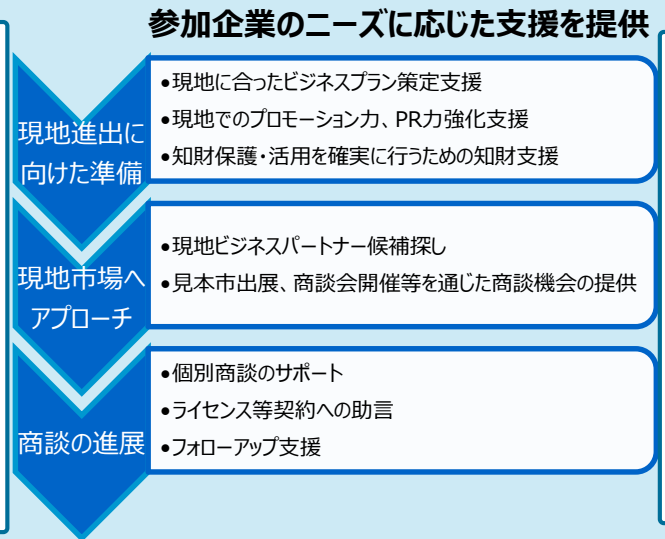 参加企業のニーズに応じた支援を提供
現地進出に
向けた準備
•現地に合ったビジネスプラン策定支援
•現地でのプロモーション力、PR力強化支援
•知財保護・活用を確実に行うための知財支援
現地市場へ
アプローチ
•現地ビジネスパートナー候補探し
•見本市出展、商談会開催等を通じた商談機会の提供
商談の進展
•個別商談のサポート
•ライセンス等契約への助言
•フォローアップ支援